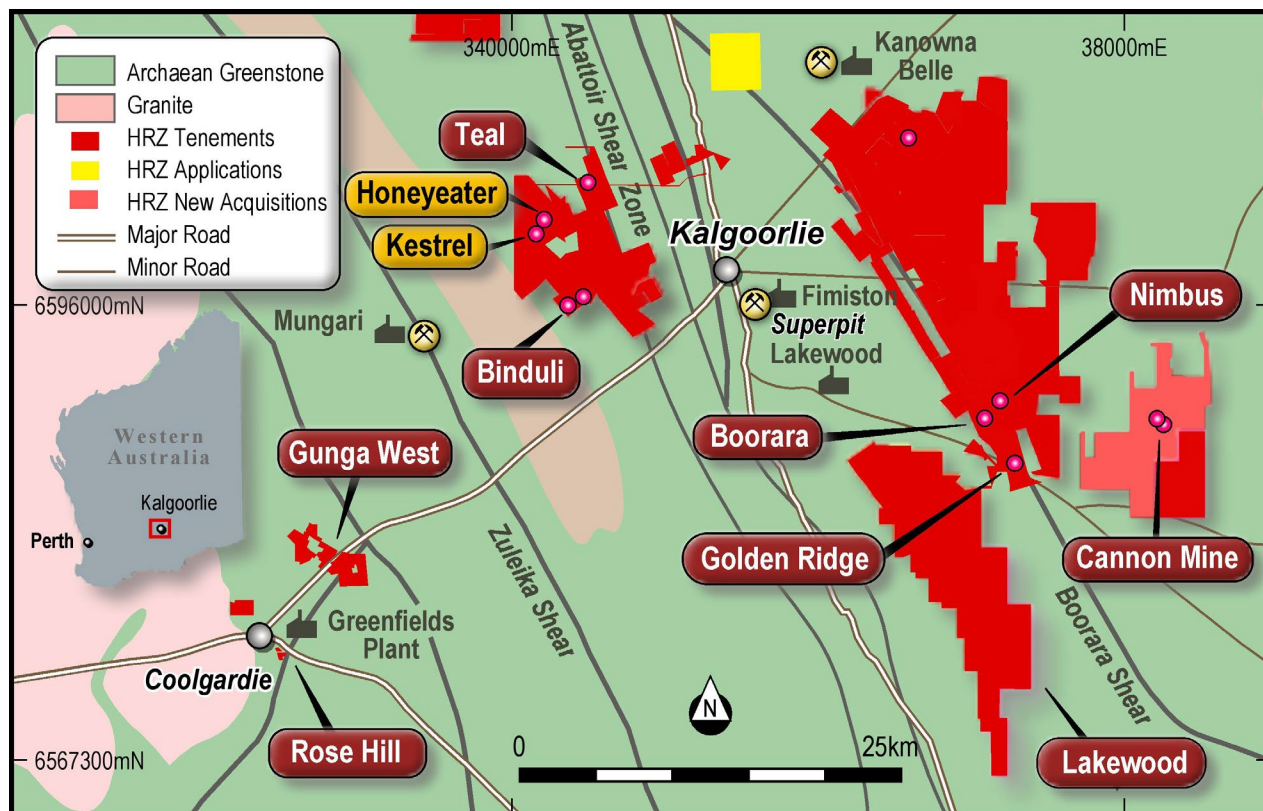 340000mE
38000mE
Archaean Greenstone
Granite
HRZ Tenements
HRZ Applications
HRZ New Acquisitions
Major Road
Minor Road
Abattoir Shear Zone
Kanowna
Belle
Teal
Honeyeater
Kestrel
Kalgoorlie
6596000mN
Mungari
Fimiston
Superpit
Lakewood
Nimbus
Binduli
Boorara
Western
Australia
Kalgoorlie
Perth
Gunga West
Zuleika Shear
Golden Ridge
Cannon Mine
Boorara Shear
Greenfields
Plant
Coolgardie
Rose Hill
N
Lakewood
6567300mN
0
25km